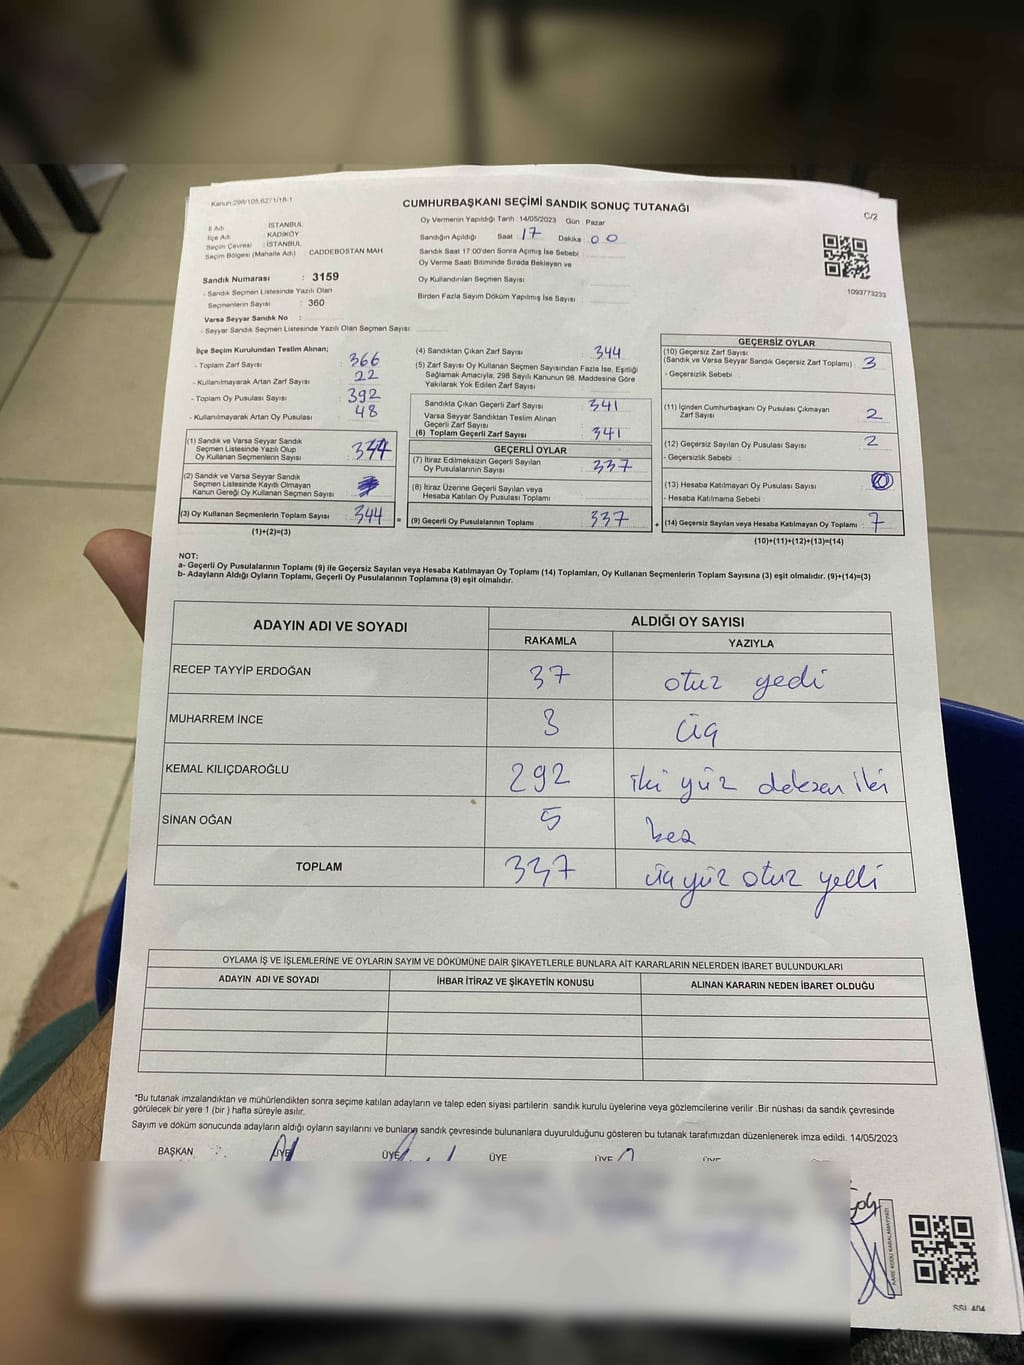 Kanun:298/105,6271/18-1
CUMHURBAŞKANI SEÇİMİ SANDIK SONUÇ TUTANAĞI
C/2
İl Adı : İSTANBUL
İlçe Adı : KADIKÖY
Seçim Çevresi : İSTANBUL
Seçim Bölgesi (Mahalle Adı) CADDEBOSTAN MAH
Sandık Numarası : 3159
- Sandık Seçmen Listesinde Yazılı Olan
Seçmenlerin Sayısı : 360
Varsa Seyyar Sandık No :
- Seyyar Sandık Seçmen Listesinde Yazılı Olan Seçmen Sayısı:
Oy Vermenin Yapıldığı Tarih :14/05/2023 Gün : Pazar
Sandığın Açıldığı Saat : 17 Dakika : 00
Sandık Saat 17:00'den Sonra Açımış İse Sebebi :
Oy Verme Saati Bitiminde Sırada Bekleyen ve
Oy Kullandırılan Seçmen Sayısı :
Birden Fazla Sayım Döküm Yapılmış İse Sayısı :
1093773233
İlçe Seçim Kurulundan Teslim Alınan;
- Toplam Zarf Sayısı : 366
- Kullanılmayarak Artan Zarf Sayısı : 22
- Toplam Oy Pusulası Sayısı : 392
- Kullanılmayarak Artan Oy Pusulası : 48
(1) Sandık ve Varsa Seyyar Sandık
Seçmen Listesinde Yazılı Olup
Oy Kullanan Seçmenlerin Sayısı : 344
(2) Sandık ve Varsa Seyyar Sandık
Seçmen Listesinde Kayıtlı Olmayan
Kanun Gereği Oy Kullanan Seçmen Sayısı :
(3) Oy Kullanan Seçmenlerin Toplam Sayısı : 344 =
(1)+(2)=(3)
(4) Sandıktan Çıkan Zarf Sayısı : 344
(5) Zarf Sayısı Oy Kullanan Seçmen Sayısından Fazla İse, Eşitliği
Sağlamak Amacıyla, 298 Sayılı Kanunun 98. Maddesine Göre
Yakılarak Yok Edilen Zarf Sayısı :
Sandıkta Çıkan Geçerli Zarf Sayısı : 341
Varsa Seyyar Sandıktan Teslim Alınan
Geçerli Zarf Sayısı :
(6) Toplam Geçerli Zarf Sayısı : 341
GEÇERLİ OYLAR
(7) İtiraz Edilmeksizin Geçerli Sayılan
Oy Pusulalarının Sayısı : 337
(8) İtiraz Üzerine Geçerli Sayılan veya
Hesaba Katılan Oy Pusulası Toplamı :
(9) Geçerli Oy Pusulalarının Toplamı : 337 +
GEÇERSİZ OYLAR
(10) Geçersiz Zarf Sayısı
(Sandık ve Varsa Seyyar Sandık Geçersiz Zarf Toplamı) : 3
- Geçersizlik Sebebi :
(11) İçinden Cumhurbaşkanı Oy Pusulası Çıkmayan
Zarf Sayısı : 2
(12) Geçersiz Sayılan Oy Pusulası Sayısı : 2
- Geçersizlik Sebebi :
(13) Hesaba Katılmayan Oy Pusulası Sayısı : 0
- Hesaba Katılmama Sebebi :
(14) Geçersiz Sayılan veya Hesaba Katılmayan Oy Toplamı : 7
(10)+(11)+(12)+(13)=(14)
NOT:
a- Geçerli Oy Pusulalarının Toplamı (9) ile Geçersiz Sayılan veya Hesaba Katılmayan Oy Toplamı (14) Toplamları, Oy Kullanan Seçmenlerin Toplam Sayısına (3) eşit olmalıdır. (9)+(14)=(3)
b- Adayların Aldığı Oyların Toplamı, Geçerli Oy Pusulalarının Toplamına (9) eşit olmalıdır.
ADAYIN ADI VE SOYADI ALDIĞI OY SAYISI
RAKAMLA YAZIYLA
RECEP TAYYİP ERDOĞAN 37 otuz yedi
MUHARREM İNCE 3 üç
KEMAL KILIÇDAROĞLU 292 iki yüz doksan iki
SİNAN OĞAN 5 beş
TOPLAM 337 üçyüz otuz yedi
OYLAMA İŞ VE İŞLEMLERİNE VE OYLARIN SAYIM VE DÖKÜMÜNE DAİR ŞİKAYETLERLE BUNLARA AİT KARARLARIN NELERDEN İBARET BULUNDUKLARI
ADAYIN ADI VE SOYADI İHBAR İTİRAZ VE ŞİKAYETİN KONUSU ALINAN KARARIN NEDEN İBARET OLDUĞU
*Bu tutanak imzalandıktan ve mühürlendikten sonra seçime katılan adayların ve talep eden siyasi partilerin sandık kurulu üyelerine veya gözlemcilerine verilir .Bir nüshası da sandık çevresinde
görülecek bir yere 1 (bir ) hafta süreyle asılır.
Sayım ve döküm sonucunda adayların aldığı oyların sayılarını ve bunların sandık çevresinde bulunanlara duyurulduğunu gösteren bu tutanak tarafımızdan düzenlenerek imza edildi. 14/05/2023
BAŞKAN ÜYE ÜYE ÜYE ÜYE ÜYE